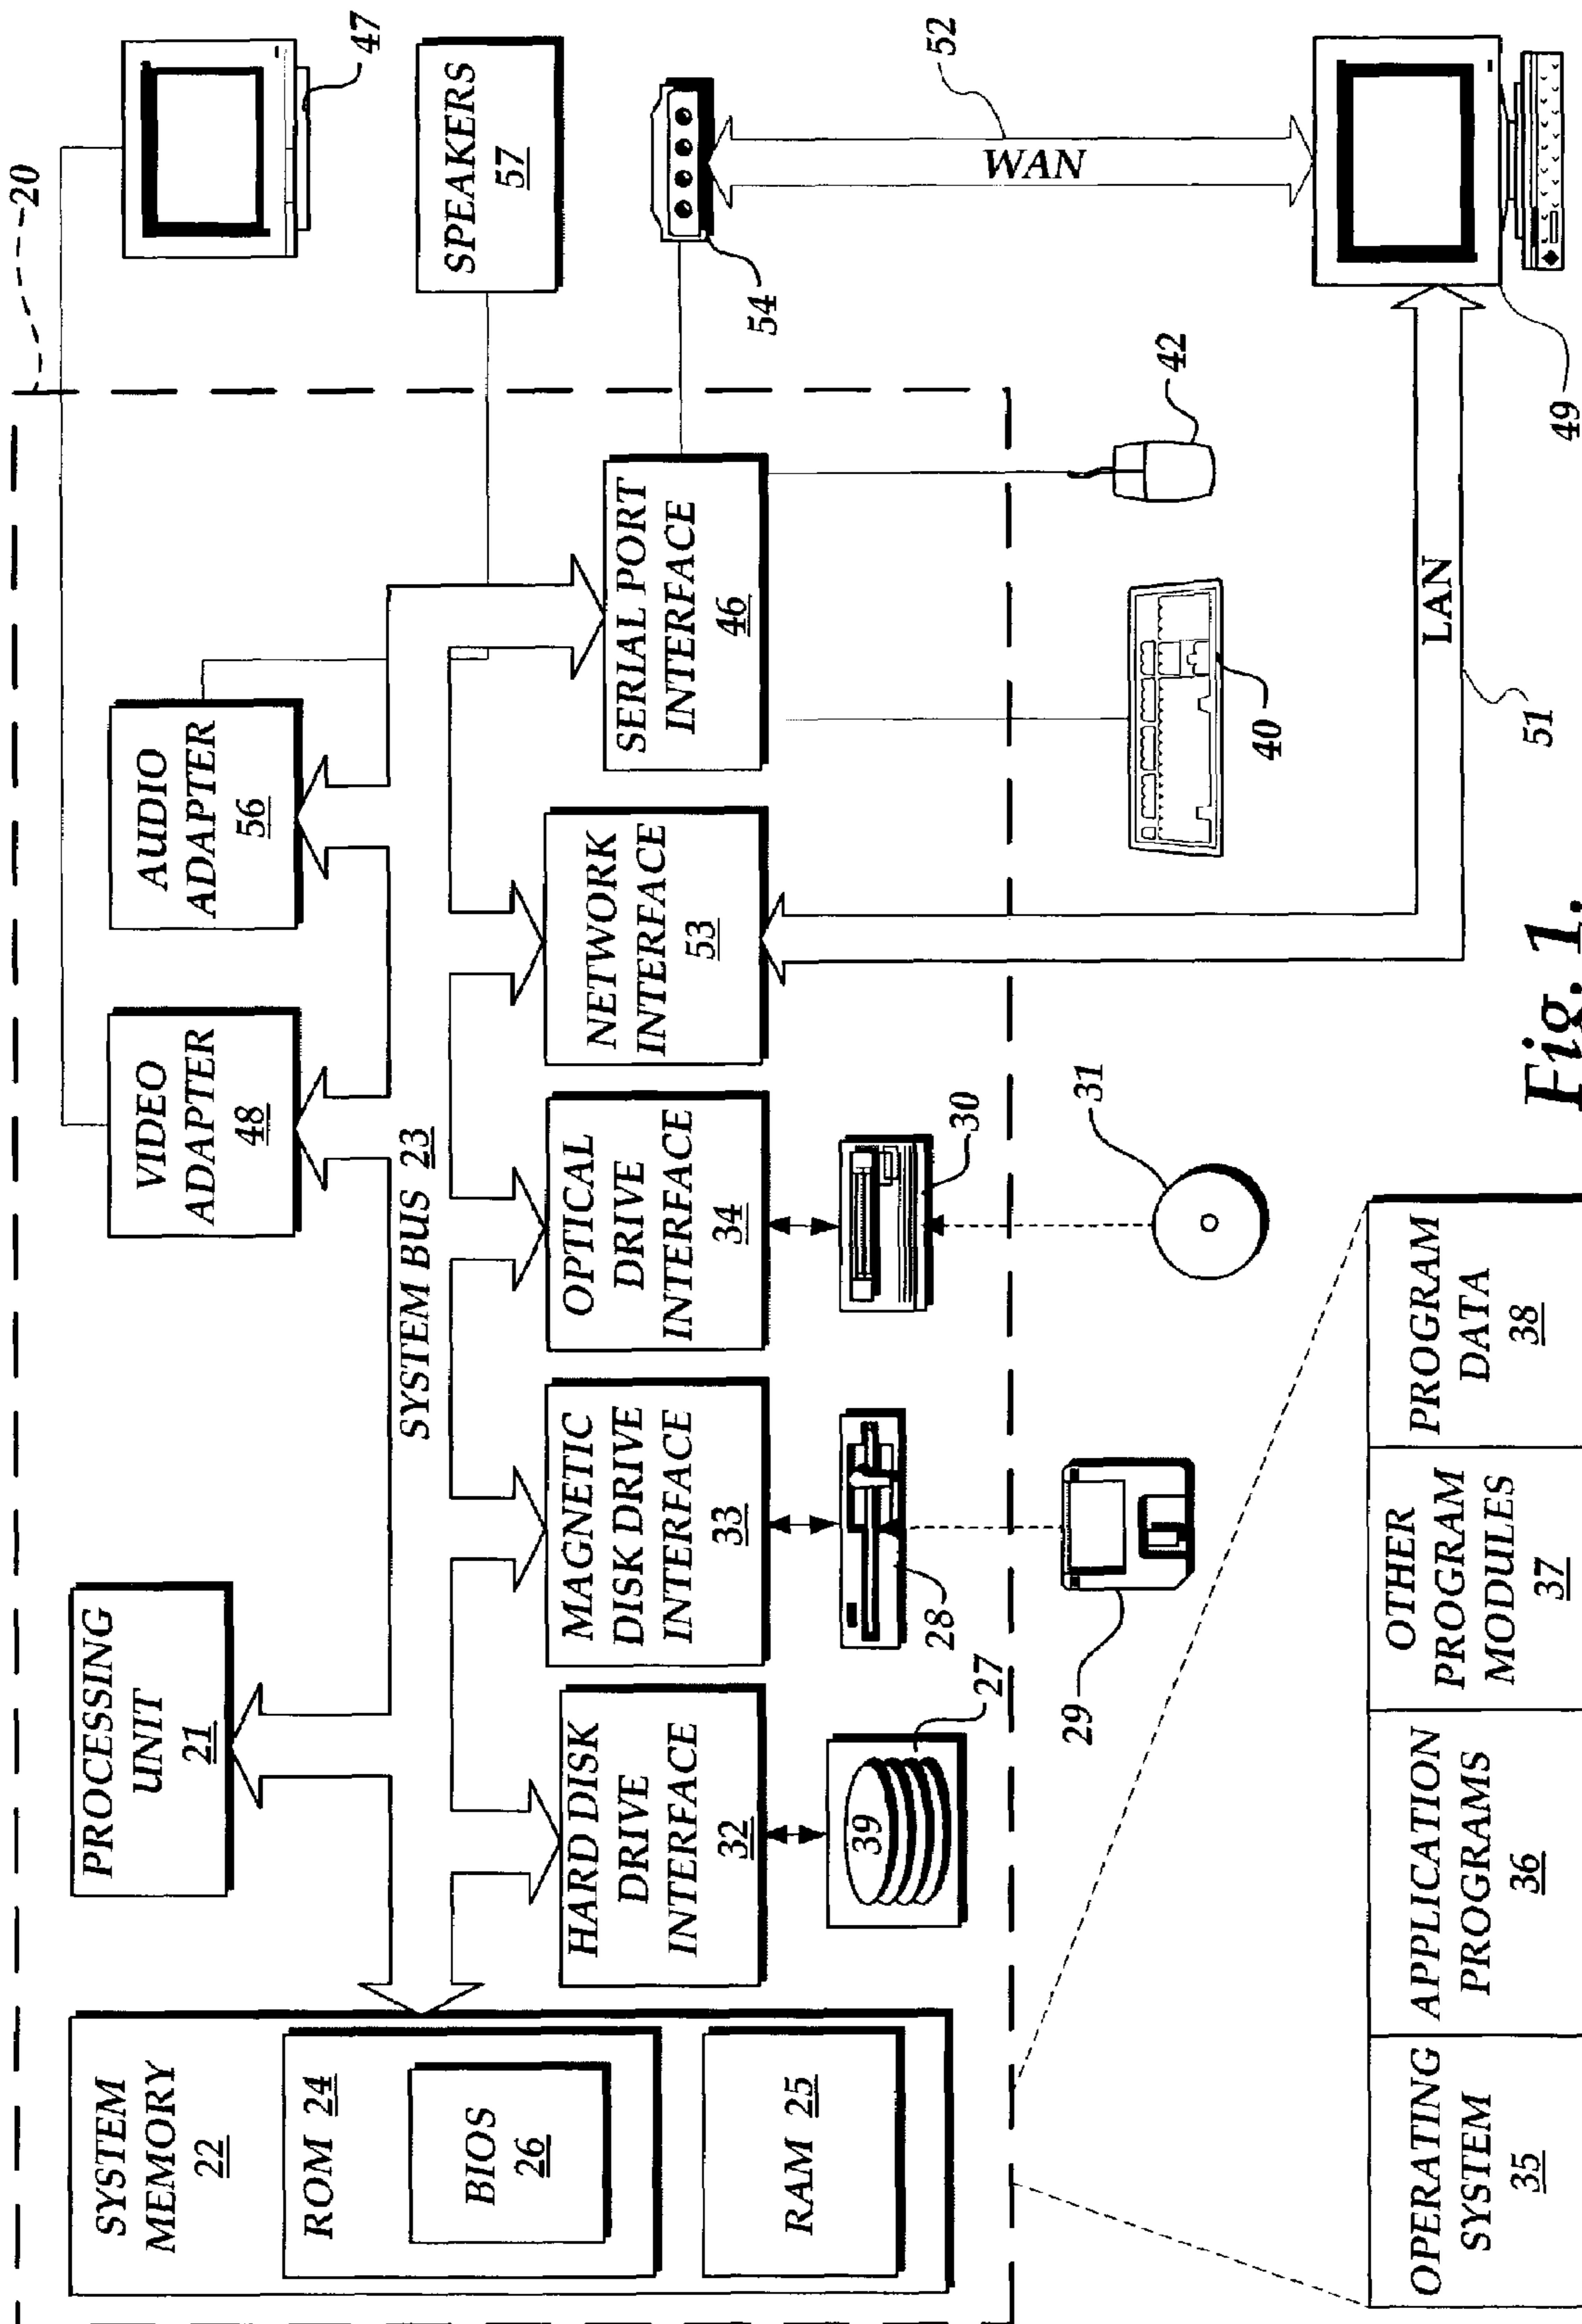 20
SYSTEM
MEMORY
22
ROM 24
BIOS
26
RAM 25
PROCESSING
UNIT
21
VIDEO
ADAPTER
48
AUDIO
ADAPTER
56
47
SYSTEM BUS 23
SPEAKERS
57
HARD DISK
DRIVE
INTERFACE
32
MAGNETIC
DISK DRIVE
INTERFACE
33
OPTICAL
DRIVE
INTERFACE
34
NETWORK
INTERFACE
53
SERIAL PORT
INTERFACE
46
54
52
WAN
39
27
28
30
29
31
40
42
LAN
51
49
OPERATING
SYSTEM
35
APPLICATION
PROGRAMS
36
OTHER
PROGRAM
MODULES
37
PROGRAM
DATA
38
Fig. 1.